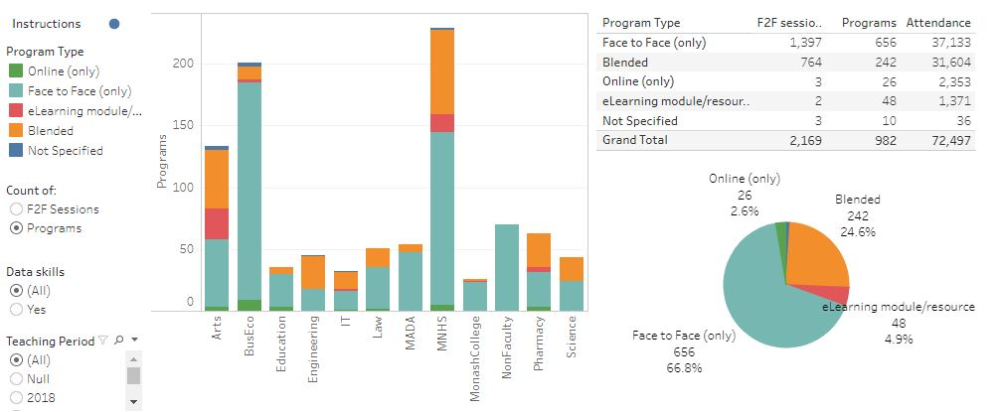 Instructions
Program Type
Online (only)
Face to Face (only)
eLearning module/...
Blended
Not Specified
Count of:
F2F Sessions
Programs
Data skills
(All)
Yes
Teaching Period
(All)
Null
2018
Programs
200
150
100
50
0
Arts
BusEco
Education
Engineering
IT
Law
MADA
MNHS
MonashCollege
NonFaculty
Pharmacy
Science
Program Type F2F sessio.. Programs Attendance
Face to Face (only) 1,397 656 37,133
Blended 764 242 31,604
Online (only) 3 26 2,353
eLearning module/resour.. 2 48 1,371
Not Specified 3 10 36
Grand Total 2,169 982 72,497
Online (only)
26
2.6%
Blended
242
24.6%
eLearning module/resource
48
4.9%
Face to Face (only)
656
66.8%